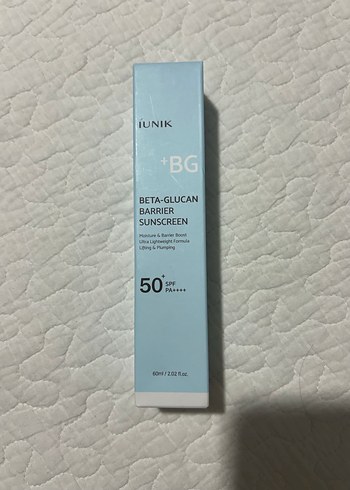 IUNIK
+BG
BETA-GLUCAN
BARRIER
SUNSCREEN
Moisture & Barrier Boost
Ultra Lightweight Formula
Lifting & Plumping
50+ SPF
PA++++
60ml / 2.02 fl.oz.